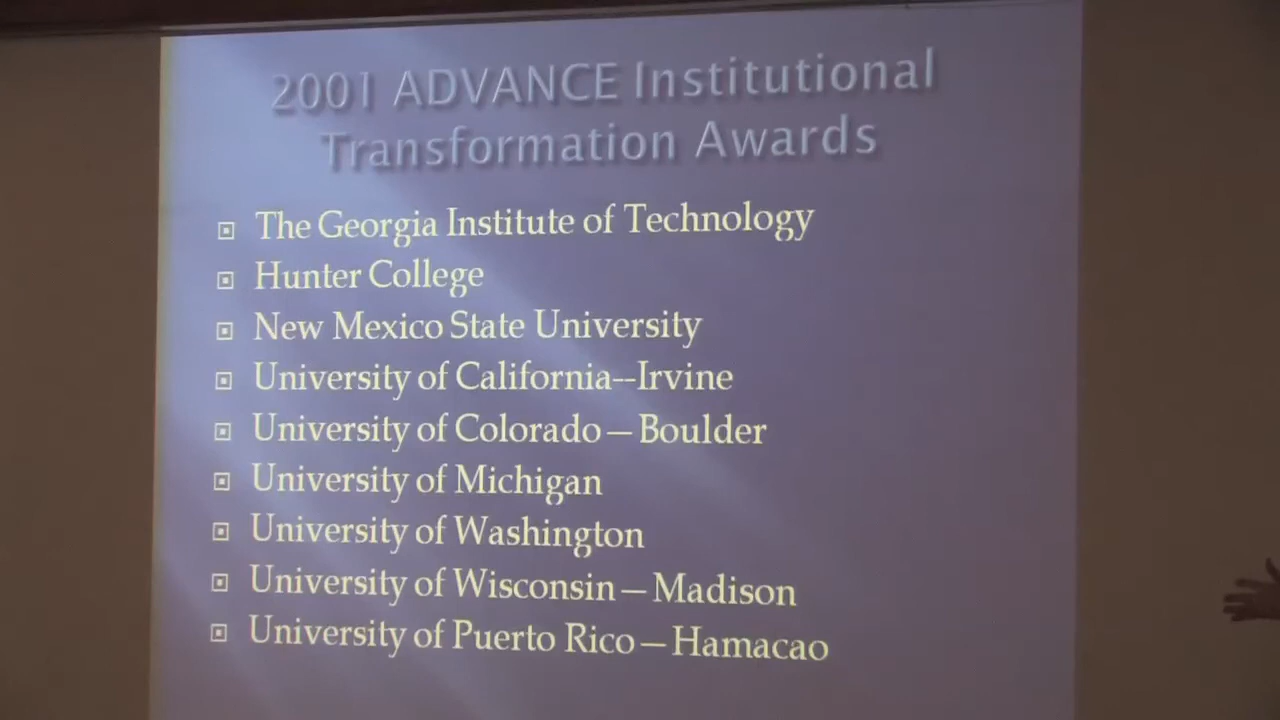 2001 ADVANCE Institutional
Transformation Awards
The Georgia Institute of Technology
Hunter College
New Mexico State University
University of California--Irvine
University of Colorado—Boulder
University of Michigan
University of Washington
University of Wisconsin—Madison
University of Puerto Rico—Hamacao